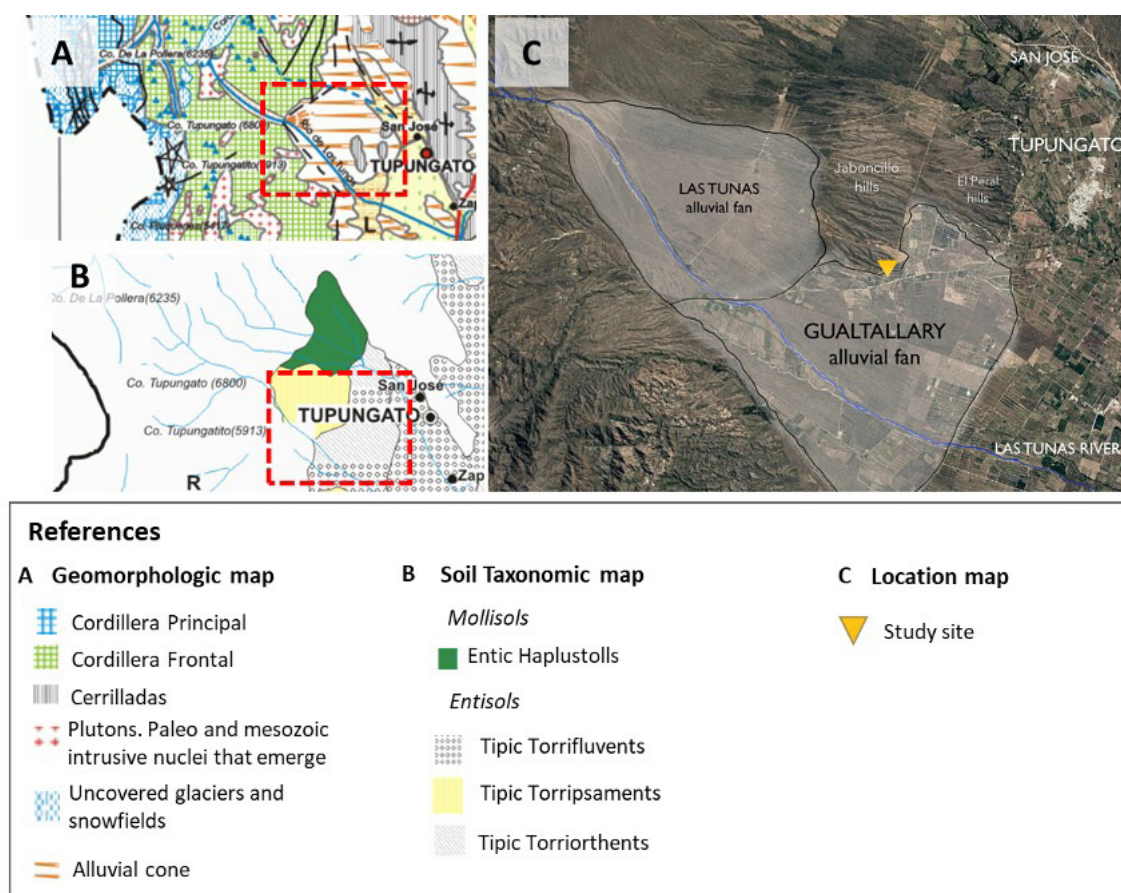 A
Co. De La Pollera(6235)
Co. Tupungato (680
Co. Tupungatito(5913)
San José
TUPUNGATO
Zap
L
B
Co. De La Pollera(6235)
Co. Tupungato (6800)
Co. Tupungatito(5913)
San José
TUPUNGATO
Zap
R
C
SAN JOSÉ
TUPUNGATO
LAS TUNAS
alluvial fan
Jaboncillo
hills
El Peral
hills
GUALTALLARY
alluvial fan
LAS TUNAS RIVER
References
A Geomorphologic map
Cordillera Principal
Cordillera Frontal
Cerrilladas
Plutons. Paleo and mesozoic
intrusive nuclei that emerge
Uncovered glaciers and
snowfields
Alluvial cone
B Soil Taxonomic map
Mollisols
Entic Haplustolls
Entisols
Tipic Torrifluvents
Tipic Torripsaments
Tipic Torriorthents
C Location map
Study site